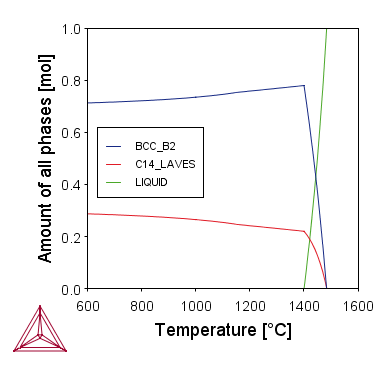 Amount of all phases [mol]
1.0
0.8
0.6
0.4
0.2
0.0
BCC_B2
C14_LAVES
LIQUID
600 800 1000 1200 1400 1600
Temperature [°C]